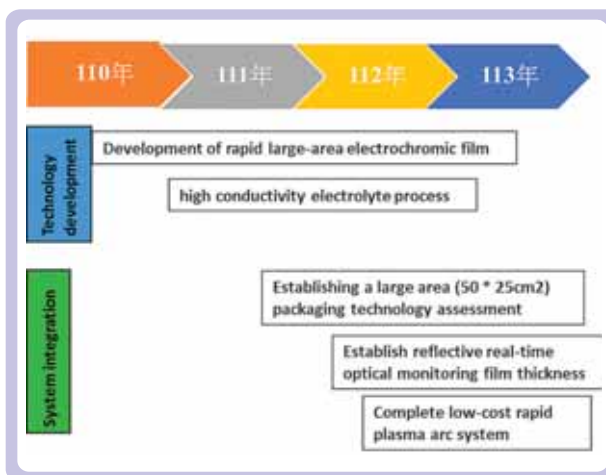 110年 111年 112年 113年
Technology
development
Development of rapid large-area electrochromic film
high conductivity electrolyte process
System integration
Establishing a large area (50 * 25cm2)
packaging technology assessment
Establish reflective real-time
optical monitoring film thickness
Complete low-cost rapid
plasma arc system